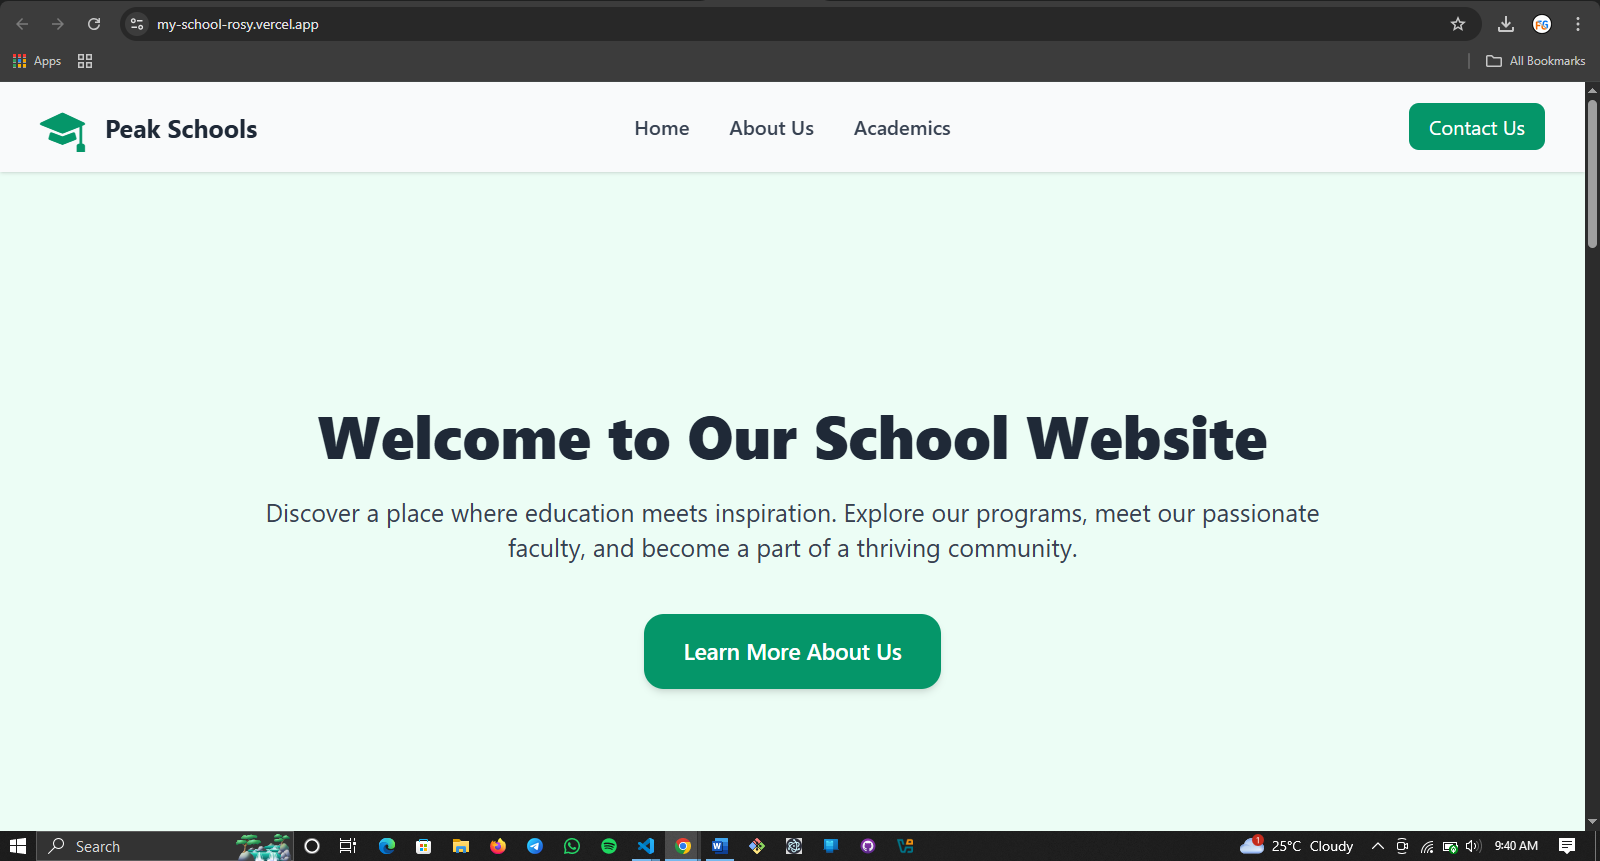 my-school-rosy.vercel.app
Apps
All Bookmarks
Peak Schools
Home
About Us
Academics
Contact Us
Welcome to Our School Website
Discover a place where education meets inspiration. Explore our programs, meet our passionate
faculty, and become a part of a thriving community.
Learn More About Us
Search
1
25°C Cloudy
9:40 AM